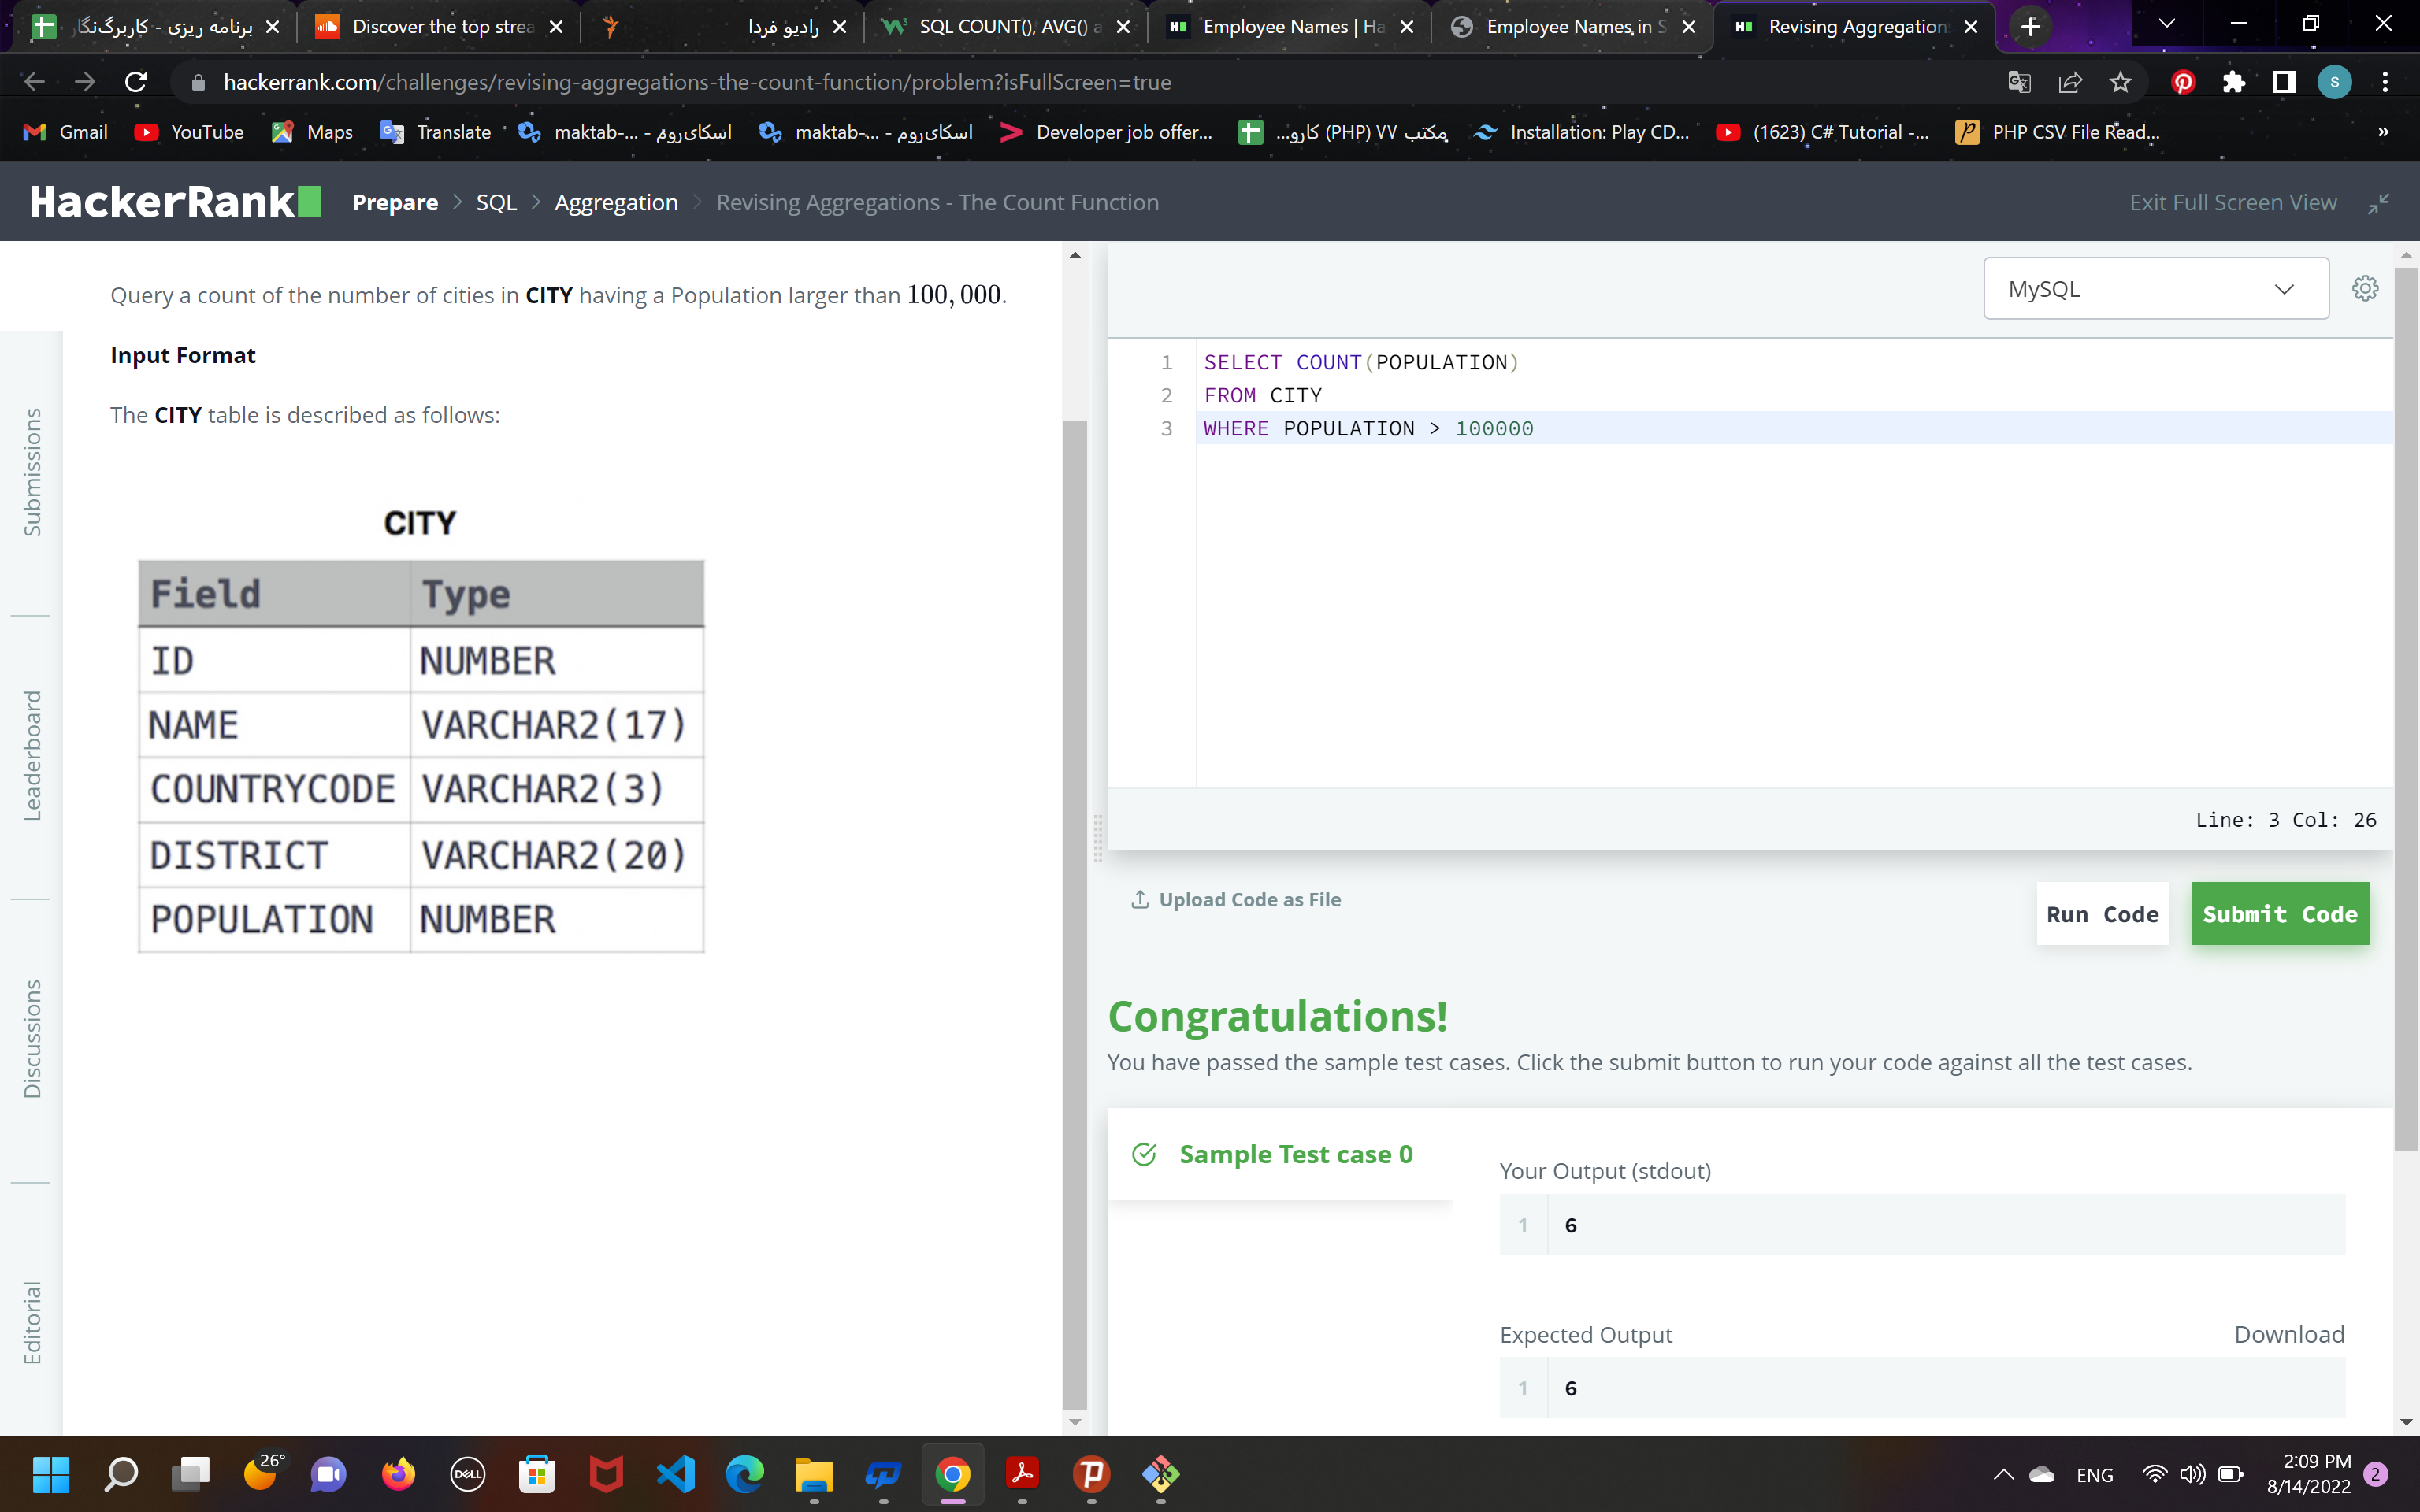 برنامه ریزی - کاربرگ‌نگار
Discover the top strea
رادیو فردا
SQL COUNT(), AVG() a
Employee Names | Ha
Employee Names in S
Revising Aggregation
hackerrank.com/challenges/revising-aggregations-the-count-function/problem?isFullScreen=true
S
Gmail
YouTube
Maps
Translate
maktab-... - اسکای‌روم
maktab-... - اسکای‌روم
Developer job offer...
مکتب ۷۷ (PHP) کارو...
Installation: Play CD...
(1623) C# Tutorial -...
PHP CSV File Read...
»
HackerRank
Prepare > SQL > Aggregation > Revising Aggregations - The Count Function
Exit Full Screen View
Submissions
Leaderboard
Discussions
Editorial
Query a count of the number of cities in CITY having a Population larger than 100,000.
Input Format
The CITY table is described as follows:
CITY
Field Type
ID NUMBER
NAME VARCHAR2(17)
COUNTRYCODE VARCHAR2(3)
DISTRICT VARCHAR2(20)
POPULATION NUMBER
MySQL
1 SELECT COUNT(POPULATION)
2 FROM CITY
3 WHERE POPULATION > 100000
Line: 3 Col: 26
Upload Code as File
Run Code
Submit Code
Congratulations!
You have passed the sample test cases. Click the submit button to run your code against all the test cases.
Sample Test case 0
Your Output (stdout)
1 6
Expected Output
Download
1 6
26°
DELL
ENG
2:09 PM
8/14/2022
2